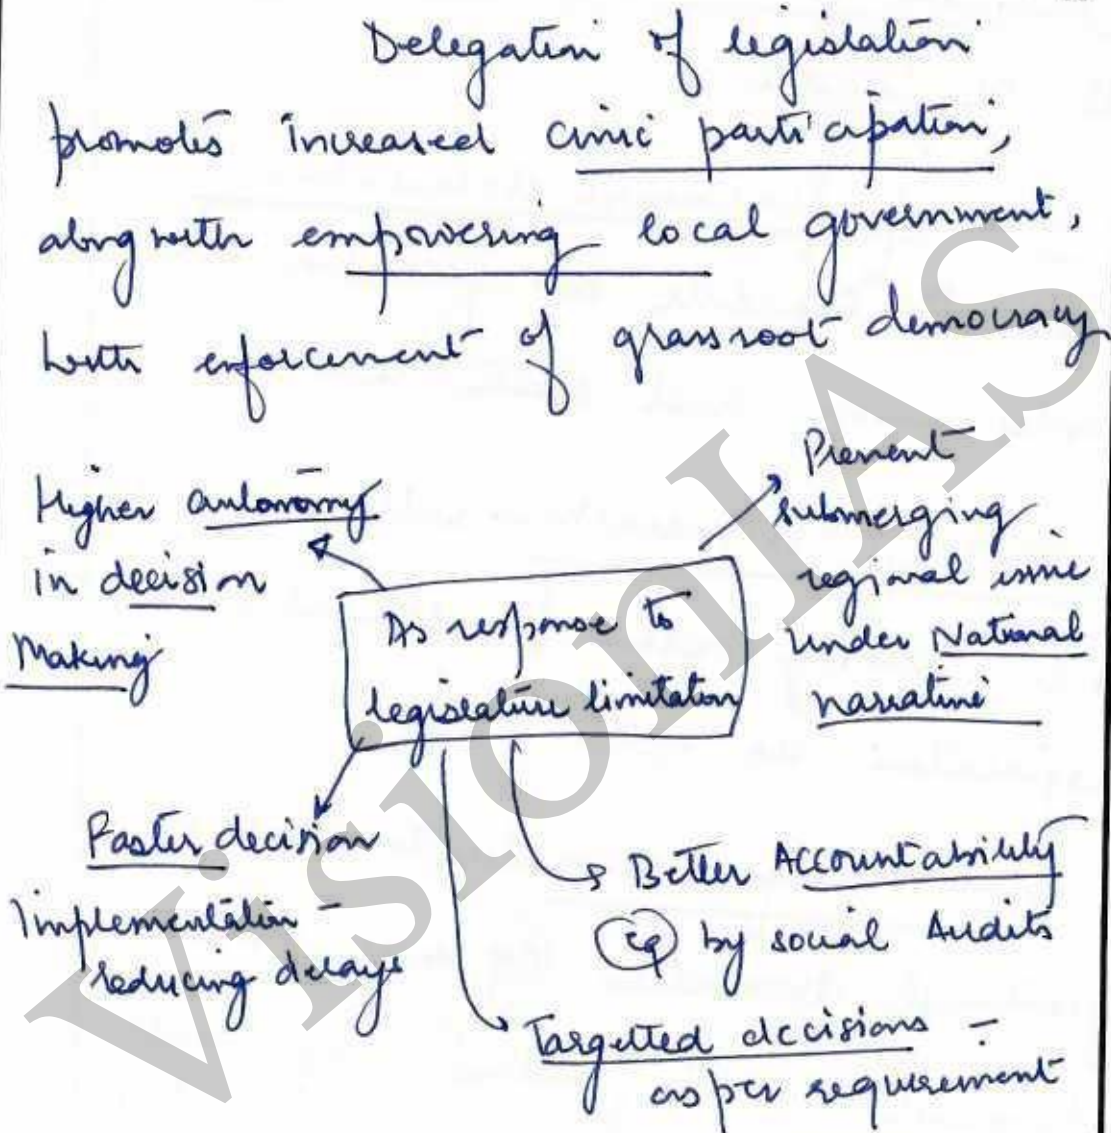 Delegation of legislation
promotes increased civic participation,
along with empowering local government,
with enforcement of grassroot democracy
Higher autonomy
in decision
Making
Prevent
submerging
regional issue
under National
narrative
As response to
legislature limitation
Faster decision
implementation -
reducing delays
Better Accountability
eg by social Audits
Targetted decisions -
as per requirement
VisionIAS